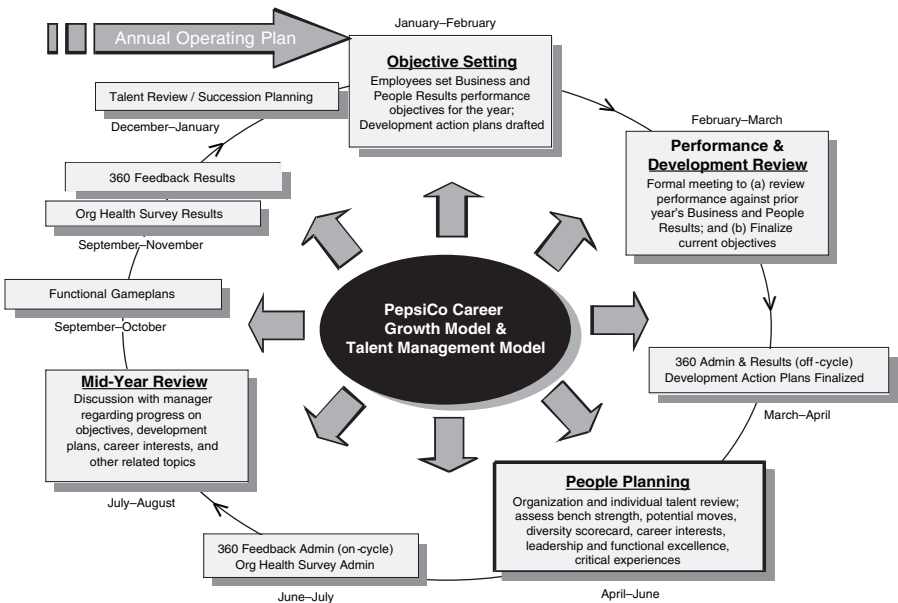 January–February
Annual Operating Plan
Objective Setting
Employees set Business and
People Results performance
objectives for the year;
Development action plans drafted
Talent Review / Succession Planning
December–January
February–March
Performance &
Development Review
Formal meeting to (a) review
performance against prior
year's Business and People
Results; and (b) Finalize
current objectives
360 Feedback Results
Org Health Survey Results
September–November
Functional Gameplans
September–October
PepsiCo Career
Growth Model &
Talent Management Model
360 Admin & Results (off-cycle)
Development Action Plans Finalized
March–April
Mid-Year Review
Discussion with manager
regarding progress on
objectives, development
plans, career interests, and
other related topics
July–August
People Planning
Organization and individual talent review;
assess bench strength, potential moves,
diversity scorecard, career interests,
leadership and functional excellence,
critical experiences
April–June
360 Feedback Admin (on-cycle)
Org Health Survey Admin
June–July